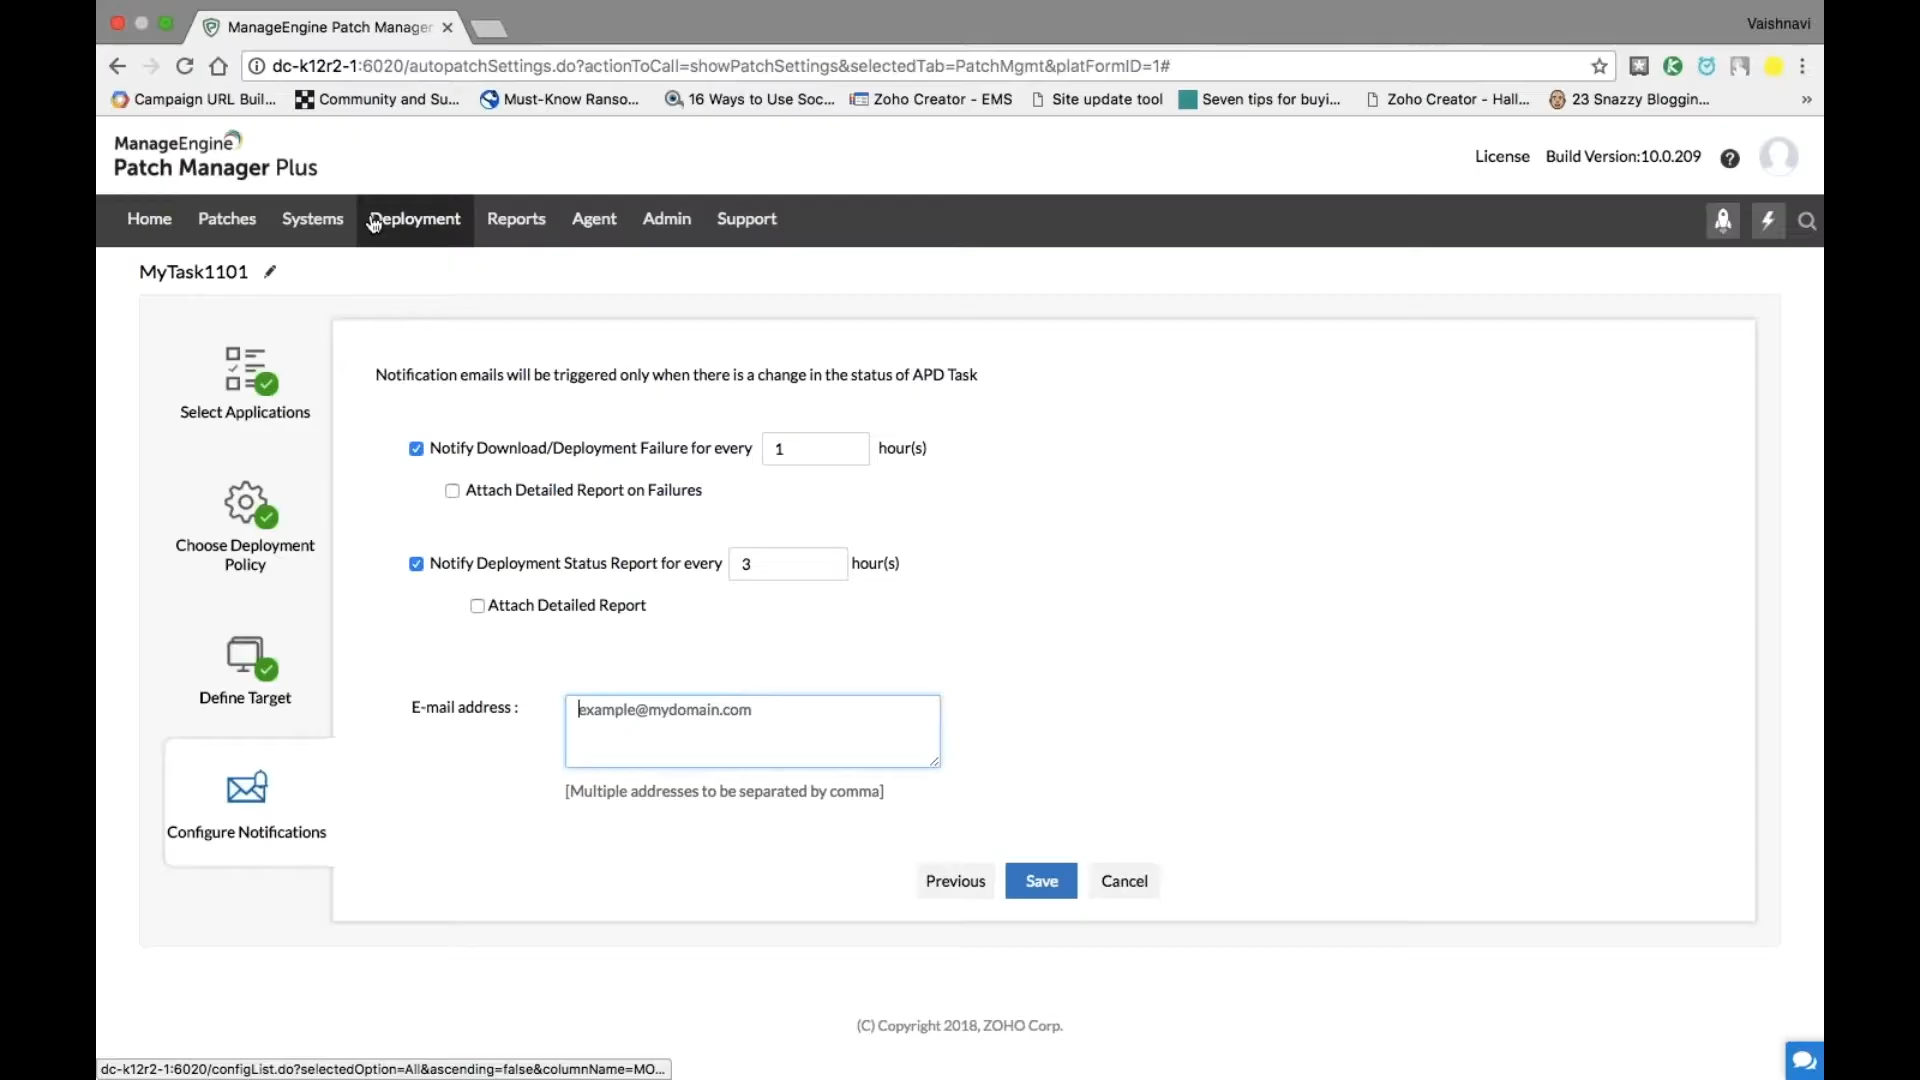 ManageEngine Patch Manager
Vaishnavi
dc-k12r2-1:6020/autopatchSettings.do?actionToCall=showPatchSettings&selectedTab=PatchMgmt&platFormID=1#
Campaign URL Buil... Community and Su... Must-Know Ranso... 16 Ways to Use Soc... Zoho Creator - EMS Site update tool Seven tips for buyi... Zoho Creator - Hall... 23 Snazzy Bloggin... »
ManageEngine
Patch Manager Plus
License Build Version:10.0.209 ?
Home Patches Systems Deployment Reports Agent Admin Support
MyTask1101
Select Applications
Choose Deployment
Policy
Define Target
Configure Notifications
Notification emails will be triggered only when there is a change in the status of APD Task
Notify Download/Deployment Failure for every 1 hour(s)
Attach Detailed Report on Failures
Notify Deployment Status Report for every 3 hour(s)
Attach Detailed Report
E-mail address : example@mydomain.com
[Multiple addresses to be separated by comma]
Previous Save Cancel
(C) Copyright 2018, ZOHO Corp.
dc-k12r2-1:6020/configList.do?selectedOption=All&ascending=false&columnName=MO...